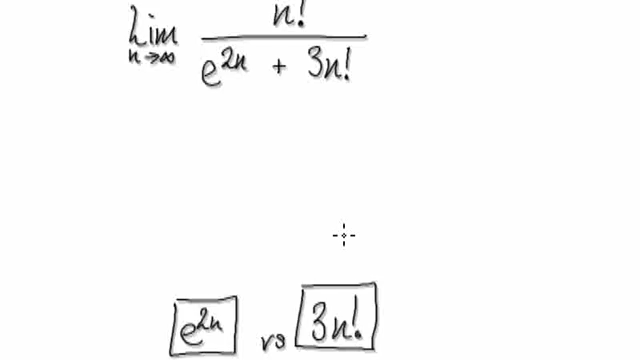 lim n→∞ n! / (e^{2n} + 3n!)
e^{2n} vs 3n!